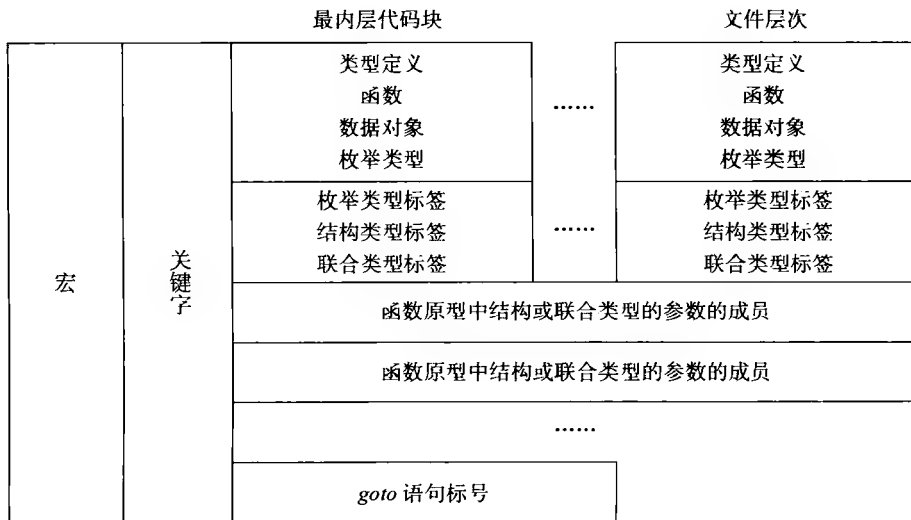 最内层代码块
文件层次
宏
关键字
类型定义
函数
数据对象
枚举类型
……
类型定义
函数
数据对象
枚举类型
枚举类型标签
结构类型标签
联合类型标签
……
枚举类型标签
结构类型标签
联合类型标签
函数原型中结构或联合类型的参数的成员
函数原型中结构或联合类型的参数的成员
……
goto 语句标号